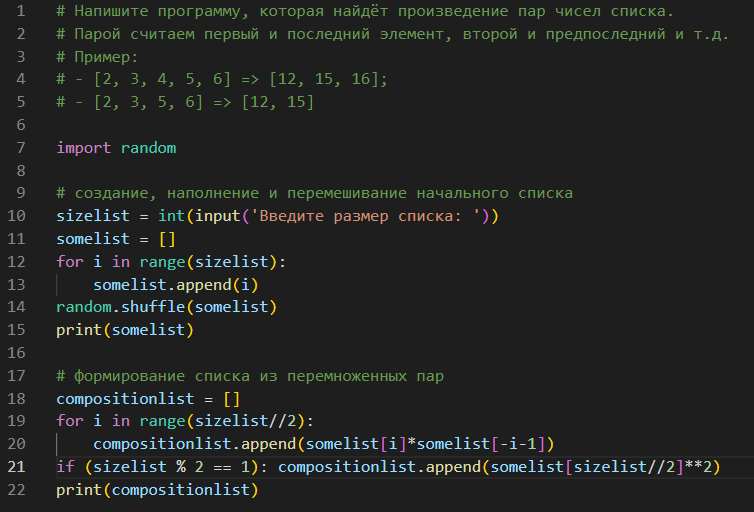 1 # Напишите программу, которая найдёт произведение пар чисел списка.
2 # Парой считаем первый и последний элемент, второй и предпоследний и т.д.
3 # Пример:
4 # - [2, 3, 4, 5, 6] => [12, 15, 16];
5 # - [2, 3, 5, 6] => [12, 15]
6
7 import random
8
9 # создание, наполнение и перемешивание начального списка
10 sizelist = int(input('Введите размер списка: '))
11 somelist = []
12 for i in range(sizelist):
13     somelist.append(i)
14 random.shuffle(somelist)
15 print(somelist)
16
17 # формирование списка из перемноженных пар
18 compositionlist = []
19 for i in range(sizelist//2):
20     compositionlist.append(somelist[i]*somelist[-i-1])
21 if (sizelist % 2 == 1): compositionlist.append(somelist[sizelist//2]**2)
22 print(compositionlist)